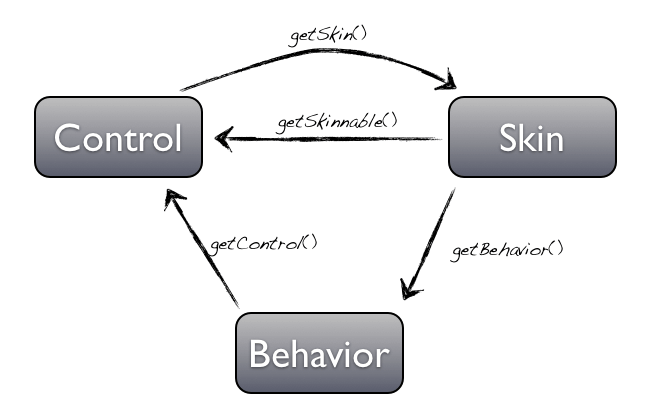 getSkin()
getSkinnable()
Control
Skin
getControl()
getBehavior()
Behavior